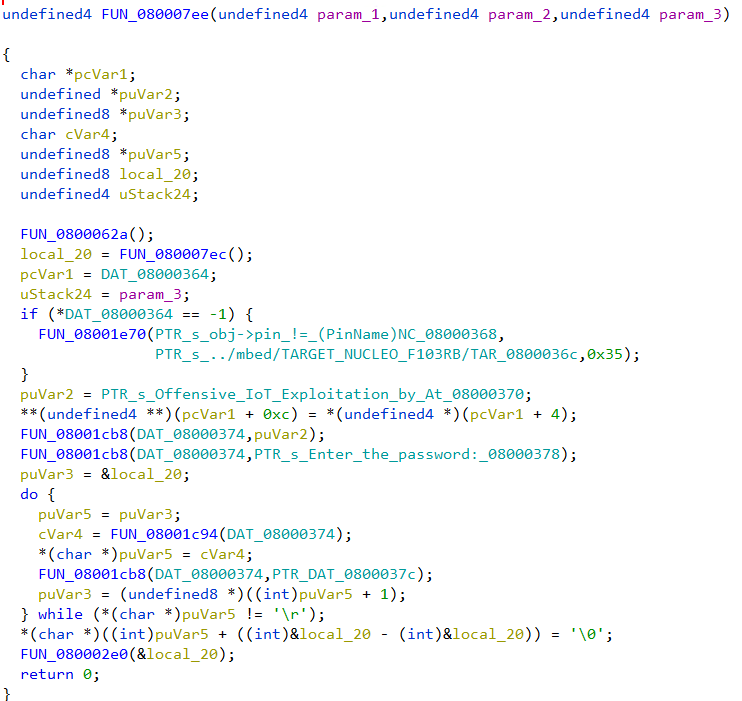 undefined4 FUN_080007ee(undefined4 param_1,undefined4 param_2,undefined4 param_3)
{
char *pcVar1;
undefined *puVar2;
undefined8 *puVar3;
char cVar4;
undefined8 *puVar5;
undefined8 local_20;
undefined4 uStack24;
FUN_0800062a();
local_20 = FUN_080007ec();
pcVar1 = DAT_08000364;
uStack24 = param_3;
if (*DAT_08000364 == -1) {
FUN_08001e70(PTR_s_obj->pin_!=_(PinName)NC_08000368,
PTR_s_../mbed/TARGET_NUCLEO_F103RB/TAR_0800036c,0x35);
}
puVar2 = PTR_s_Offensive_IoT_Exploitation_by_At_08000370;
**(undefined4 **)(pcVar1 + 0xc) = *(undefined4 *)(pcVar1 + 4);
FUN_08001cb8(DAT_08000374,puVar2);
FUN_08001cb8(DAT_08000374,PTR_s_Enter_the_password:_08000378);
puVar3 = &local_20;
do {
puVar5 = puVar3;
cVar4 = FUN_08001c94(DAT_08000374);
*(char *)puVar5 = cVar4;
FUN_08001cb8(DAT_08000374,PTR_DAT_0800037c);
puVar3 = (undefined8 *)((int)puVar5 + 1);
} while (*(char *)puVar5 != '\r');
*(char *)((int)puVar5 + ((int)&local_20 - (int)&local_20)) = '\0';
FUN_080002e0(&local_20);
return 0;
}